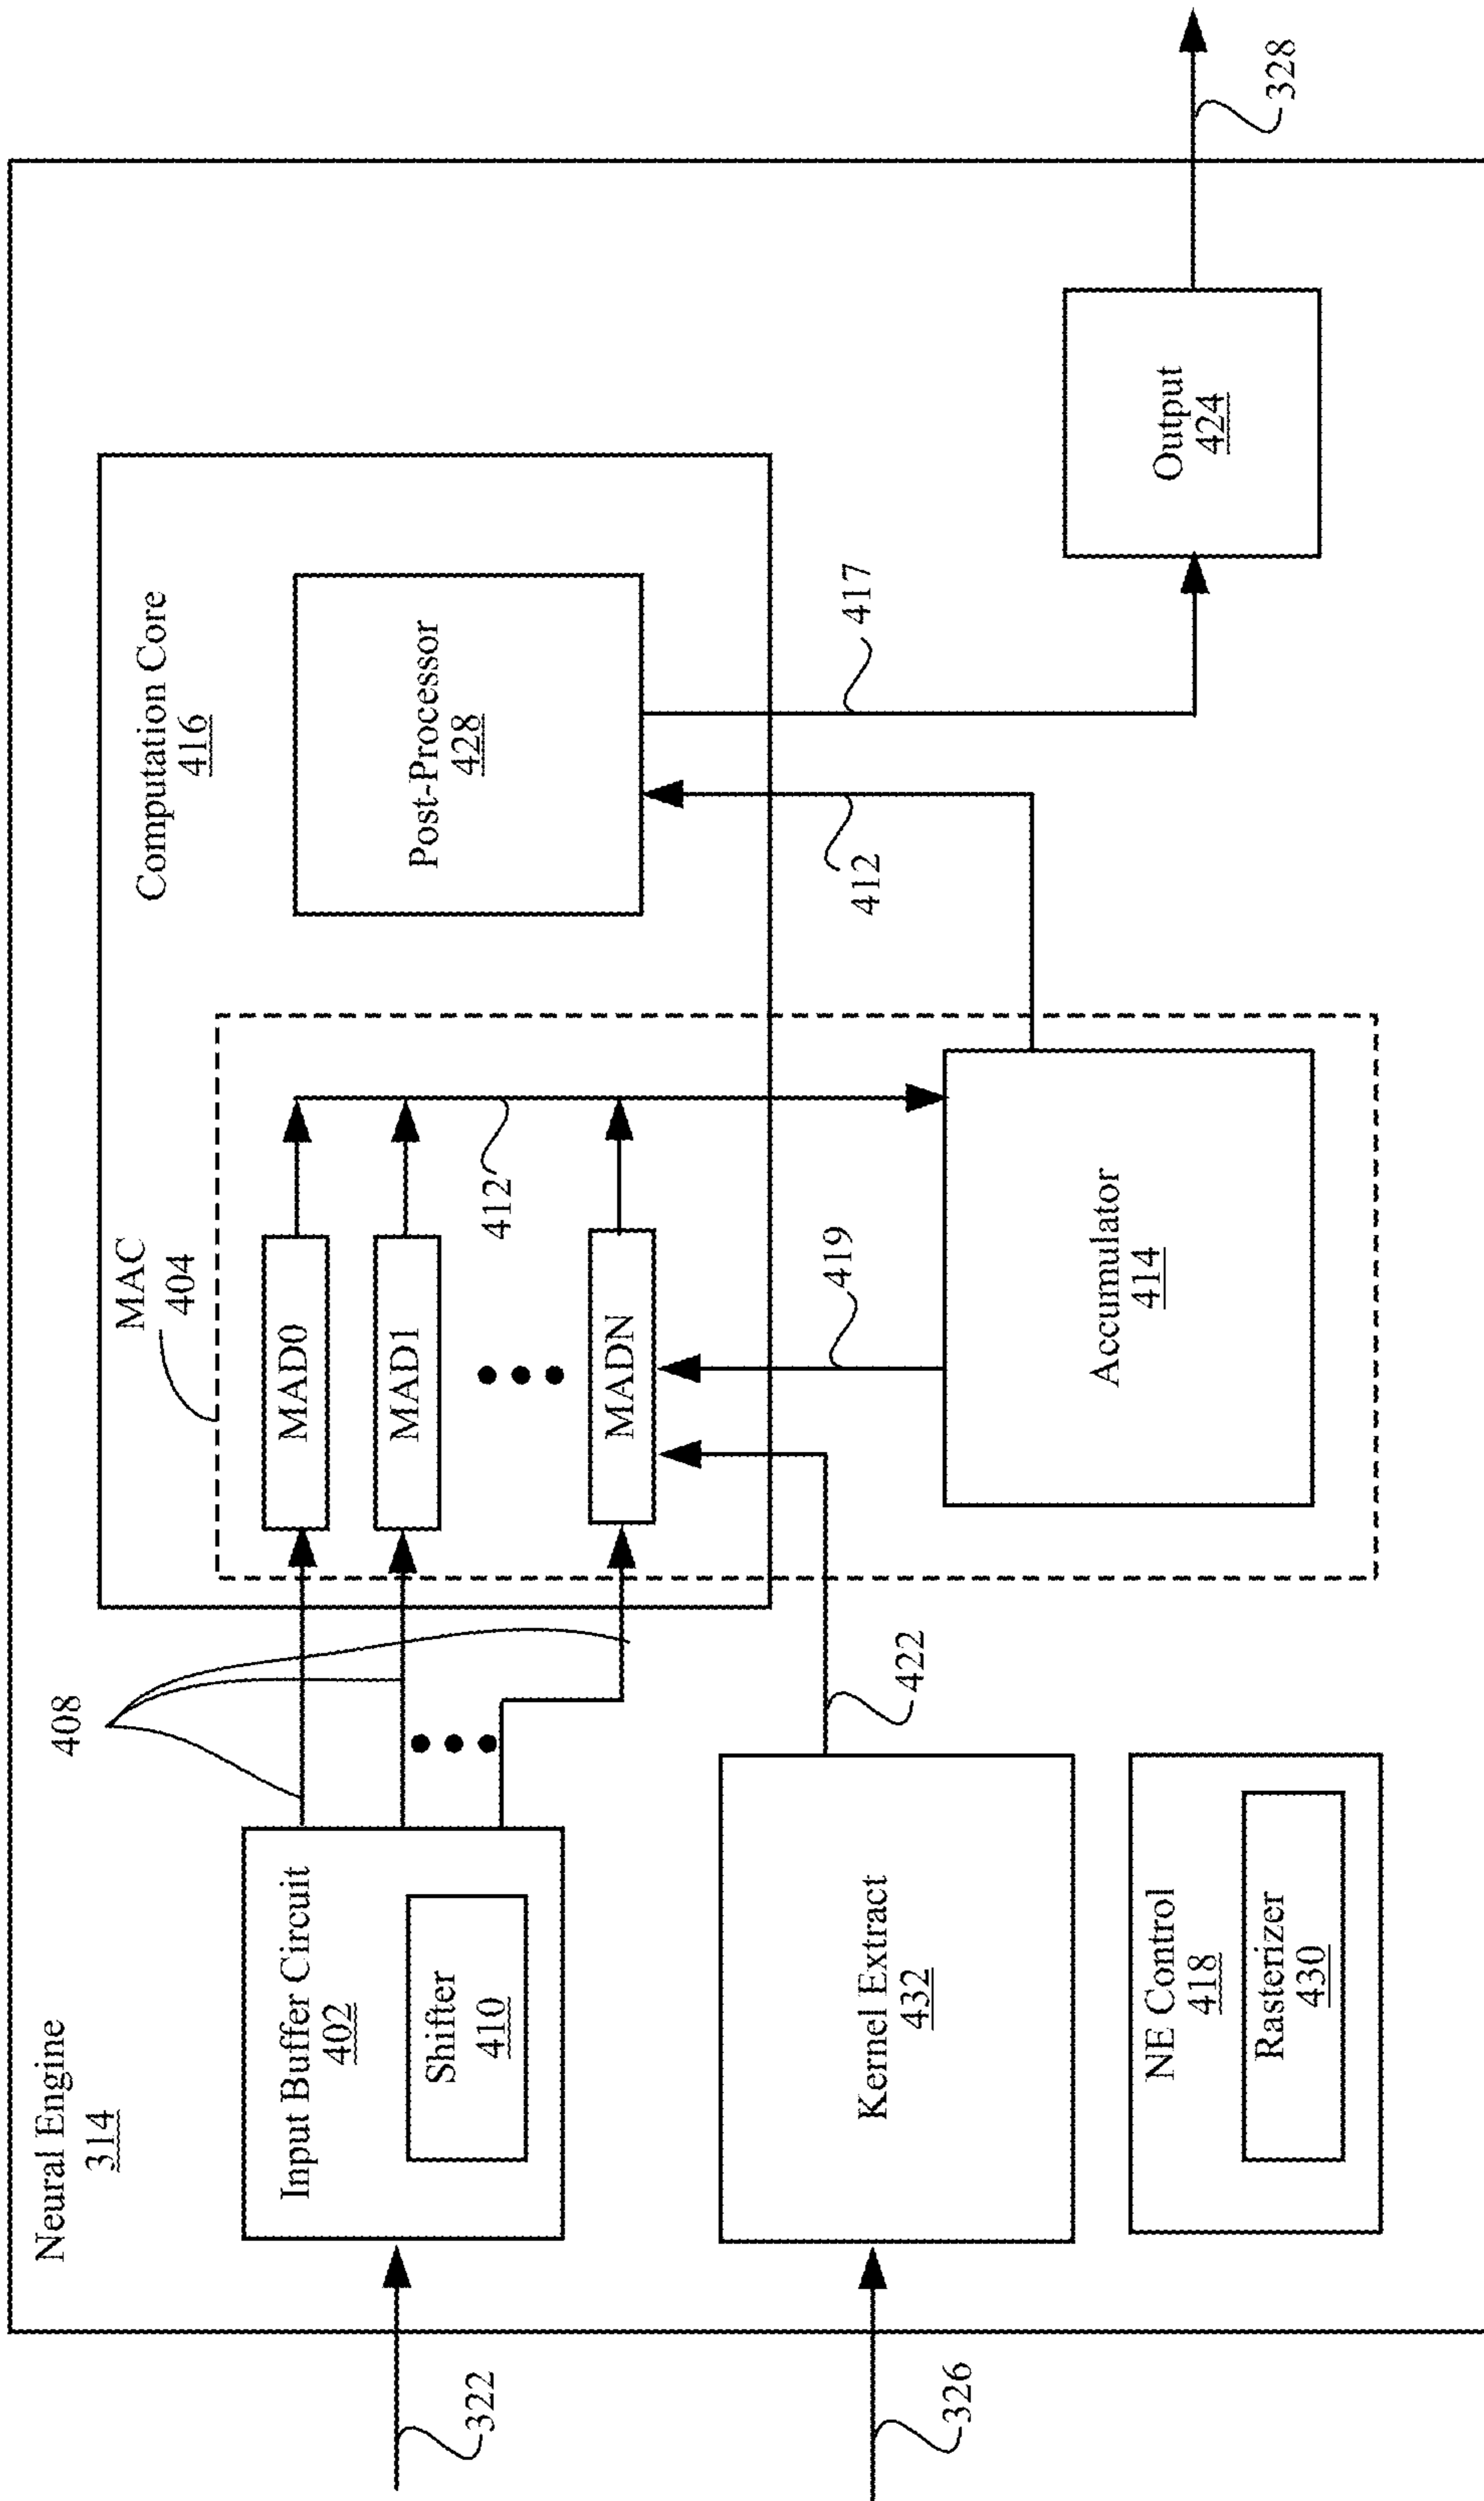 Neural Engine
314
Input Buffer Circuit
402
Shifter
410
408
MAC
404
Computation Core
416
MAD0
MAD1
MADN
412
419
Post-Processor
428
412
417
Accumulator
414
Kernel Extract
432
422
NE Control
418
Rasterizer
430
Output
424
322
326
328